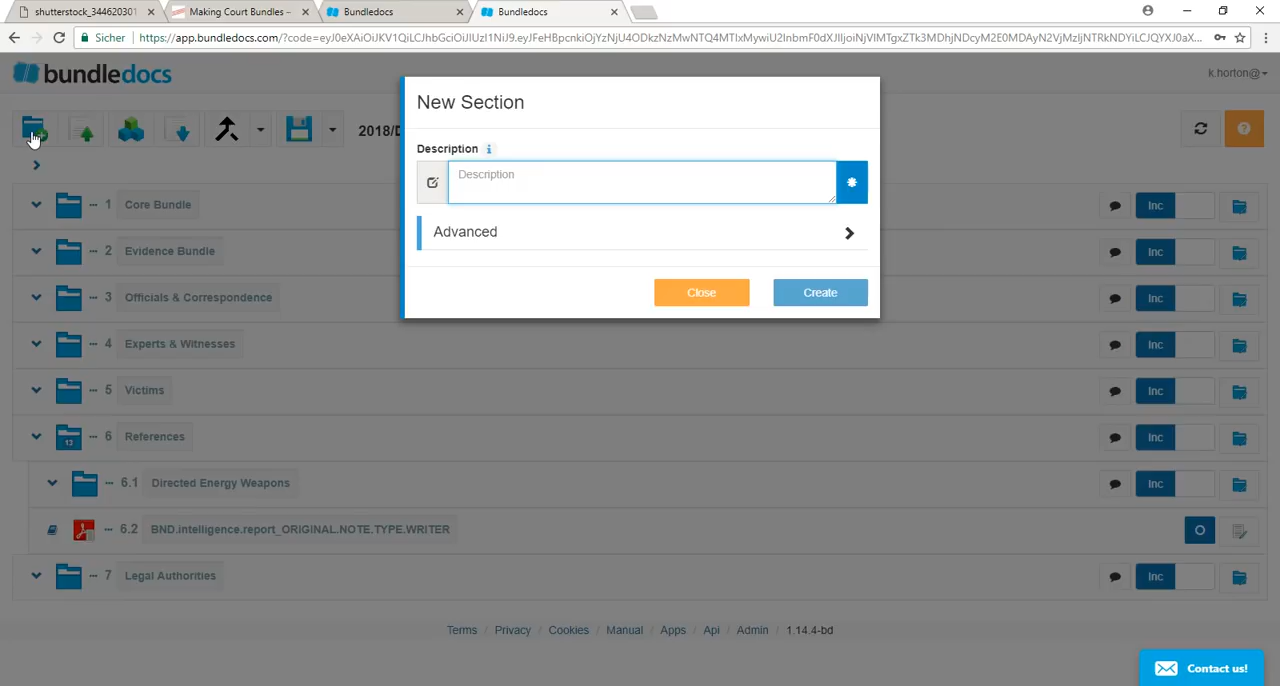 shutterstock_344620301
Making Court Bundles –
Bundledocs
Bundledocs
Sicher
https://app.bundledocs.com/?code=eyJ0eXAiOiJKV1QiLCJhbGciOiJIUzI1NiJ9.eyJFeHBpcnkiOjYzNjU4ODkzNzMwNTQ4MTIxMywiU2Inbm
bundledocs
k.horton@
2018/D
New Section
Description
Description
Advanced
Close
Create
1 Core Bundle Inc
2 Evidence Bundle Inc
3 Officials & Correspondence Inc
4 Experts & Witnesses Inc
5 Victims Inc
13
6 References Inc
6.1 Directed Energy Weapons Inc
6.2 BND.intelligence.report_ORIGINAL.NOTE.TYPE.WRITER
7 Legal Authorities Inc
Terms / Privacy / Cookies / Manual / Apps / Api / Admin / 1.14.4-bd
Contact us!